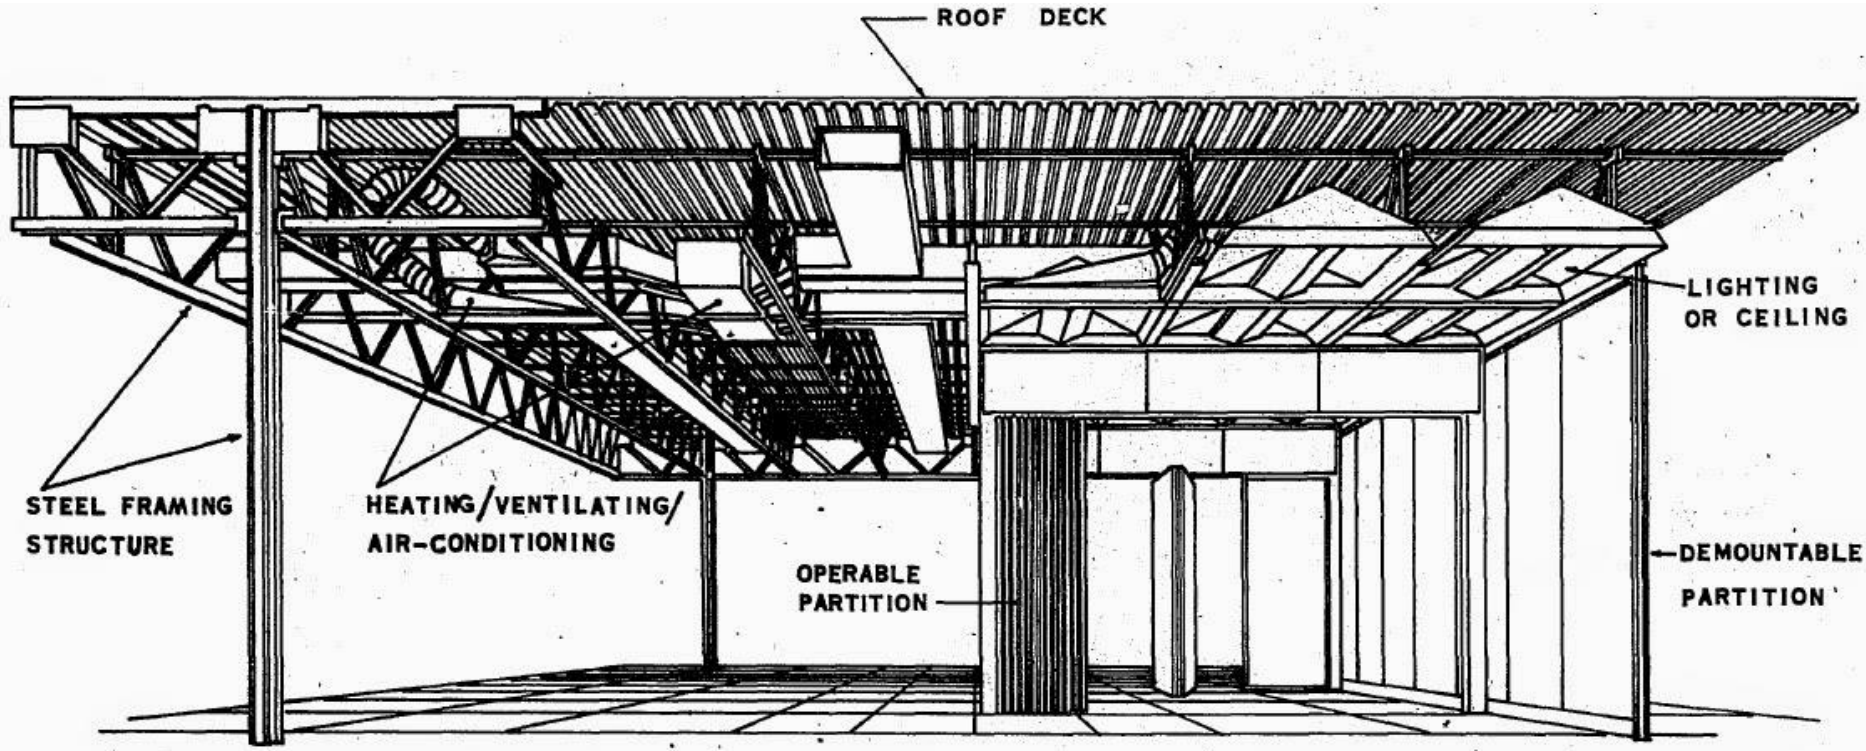 ROOF DECK
LIGHTING
OR CEILING
STEEL FRAMING
STRUCTURE
HEATING/VENTILATING/
AIR-CONDITIONING
OPERABLE
PARTITION
DEMOUNTABLE
PARTITION